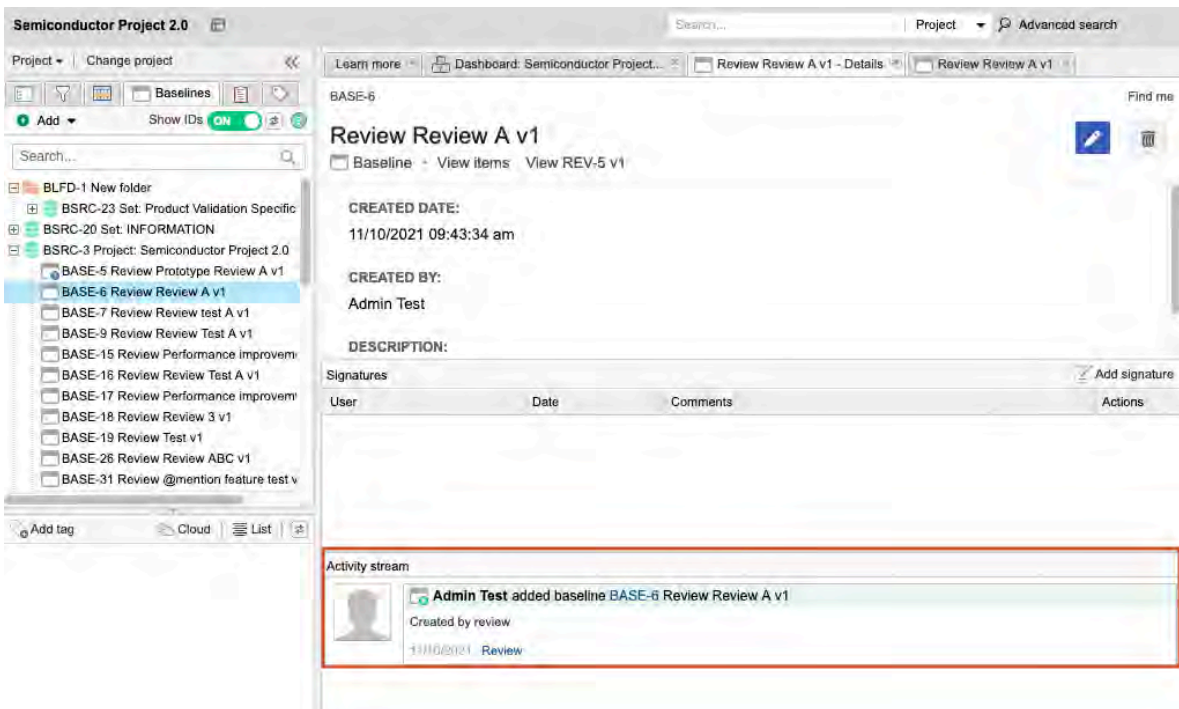 Semiconductor Project 2.0
Search...
Project
Advanced search
Project
Change project
Learn more
Dashboard: Semiconductor Project...
Review Review A v1 - Details
Review Review A v1
Baselines
Add
Show IDs ON
Search...
BLFD-1 New folder
BSRC-23 Set: Product Validation Specific
BSRC-20 Set: INFORMATION
BSRC-3 Project: Semiconductor Project 2.0
BASE-5 Review Prototype Review A v1
BASE-6 Review Review A v1
BASE-7 Review Review test A v1
BASE-9 Review Review Test A v1
BASE-15 Review Performance improvem
BASE-16 Review Review Test A v1
BASE-17 Review Performance improvem
BASE-18 Review Review 3 v1
BASE-19 Review Test v1
BASE-26 Review Review ABC v1
BASE-31 Review @mention feature test v
Add tag
Cloud
List
BASE-6
Find me
Review Review A v1
Baseline - View items View REV-5 v1
CREATED DATE:
11/10/2021 09:43:34 am
CREATED BY:
Admin Test
DESCRIPTION:
Signatures
Add signature
User Date Comments Actions
Activity stream
Admin Test added baseline BASE-6 Review Review A v1
Created by review
11/10/2021 Review